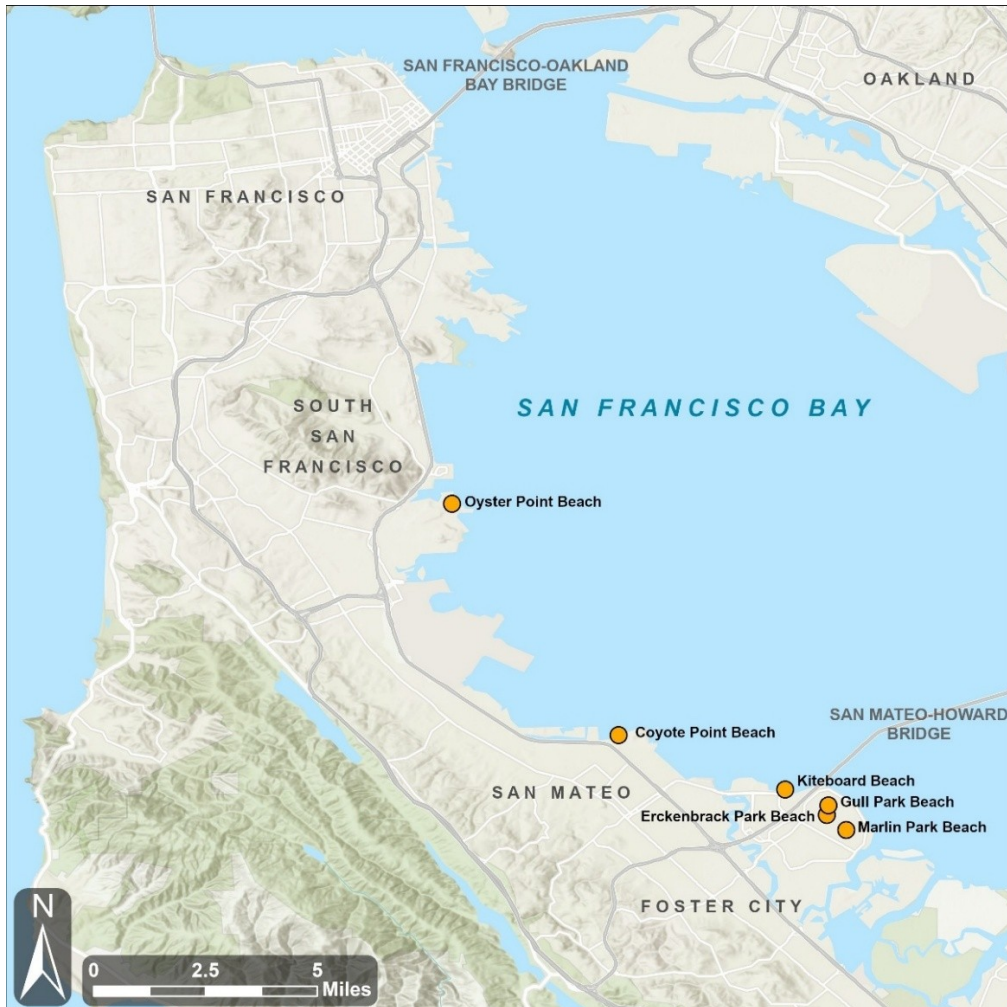 SAN FRANCISCO-OAKLAND
BAY BRIDGE
OAKLAND
SAN FRANCISCO
SOUTH
SAN
FRANCISCO
SAN FRANCISCO BAY
Oyster Point Beach
SAN MATEO-HOWARD
BRIDGE
Coyote Point Beach
Kiteboard Beach
SAN MATEO
Gull Park Beach
Erckenbrack Park Beach
Marlin Park Beach
FOSTER CITY
N
0 2.5 5
Miles